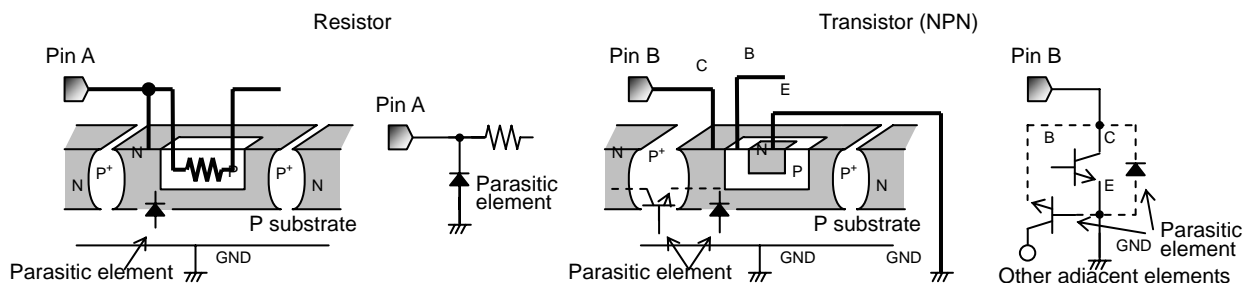 Resistor
Transistor (NPN)
Pin A
Pin B
C
B
E
Pin B
Pin A
B
C
N
P
N
P+
P+
N
N
P+
N
P
P+
N
E
Parasitic
element
P substrate
P substrate
Parasitic
element
GND
GND
GND
GND
Parasitic element
Parasitic element
Other adjacent elements